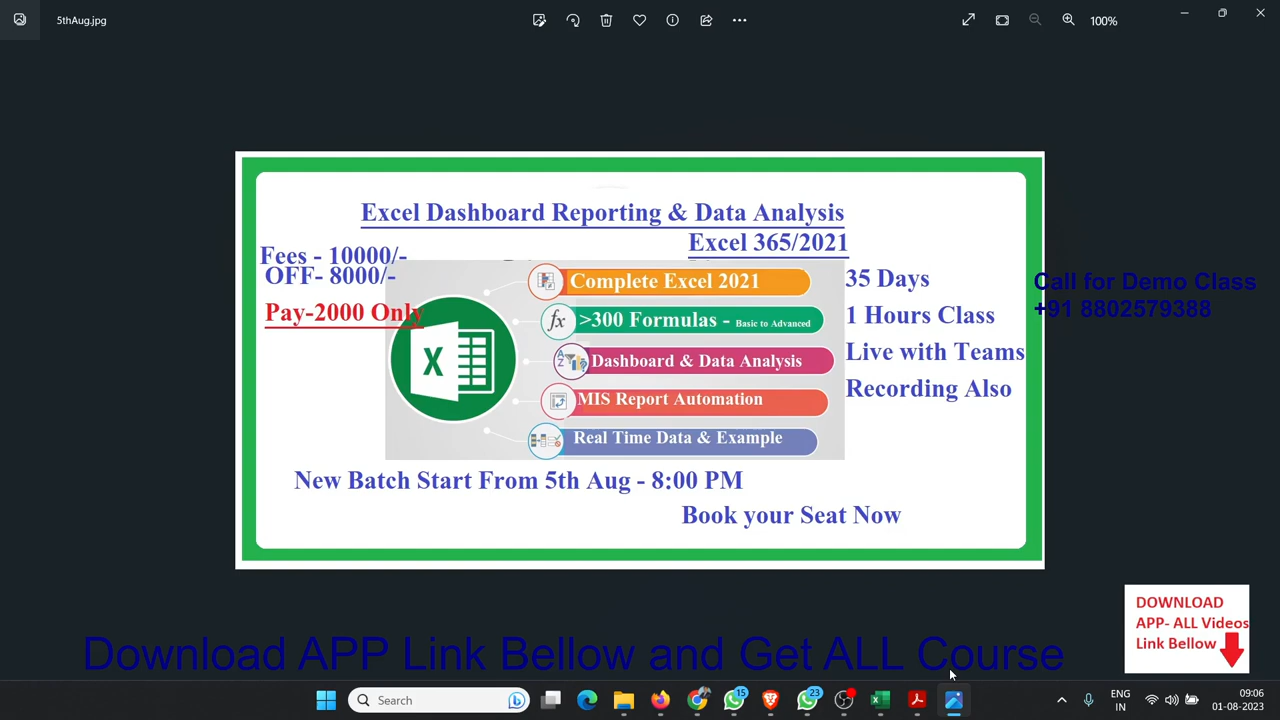 5thAug.jpg
100%
Excel Dashboard Reporting & Data Analysis
Excel 365/2021
Fees - 10000/-
OFF- 8000/-
Pay-2000 Only
Complete Excel 2021
>300 Formulas - Basic to Advanced
Dashboard & Data Analysis
MIS Report Automation
Real Time Data & Example
35 Days
1 Hours Class
Live with Teams
Recording Also
Call for Demo Class
+91 8802579388
New Batch Start From 5th Aug - 8:00 PM
Book your Seat Now
DOWNLOAD
APP- ALL Videos
Link Bellow
Download APP Link Bellow and Get ALL Course
Search
15
23
ENG
IN
09:06
01-08-2023